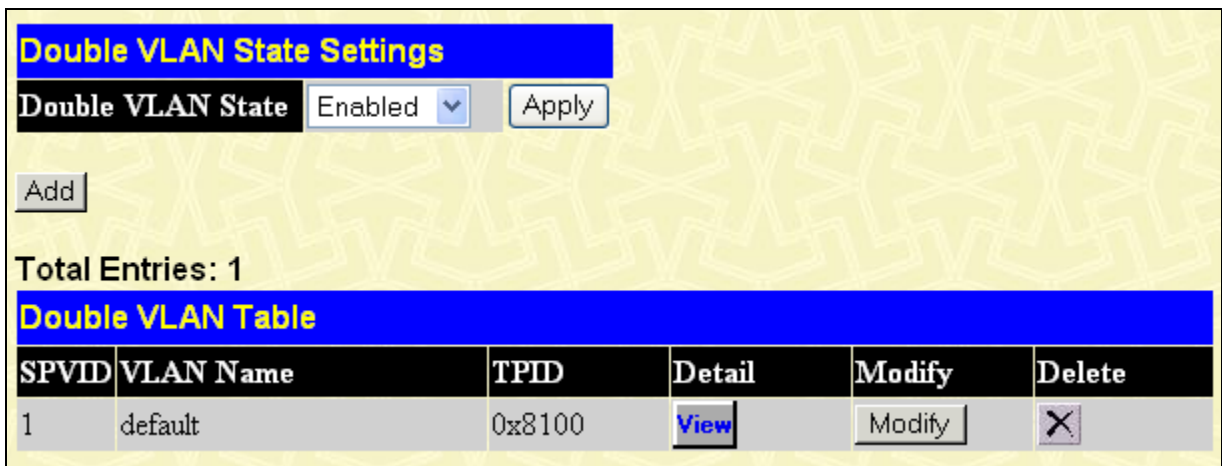 Double VLAN State Settings
Double VLAN State Enabled Apply
Add
Total Entries: 1
Double VLAN Table
SPVID VLAN Name TPID Detail Modify Delete
1 default 0x8100 View Modify